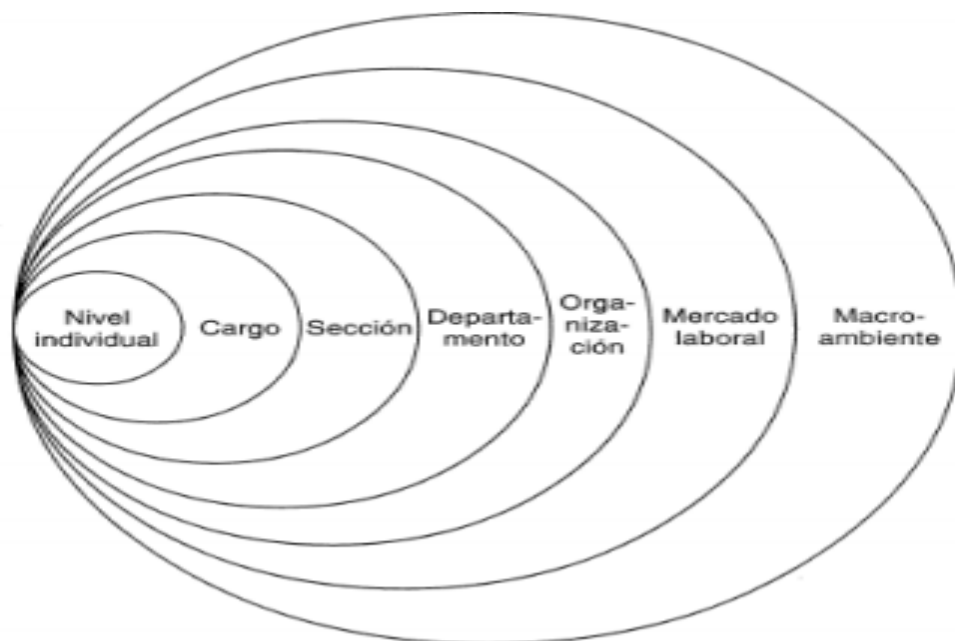 Nivel
individual
Cargo
Sección
Departa-
mento
Orga-
niza-
ción
Mercado
laboral
Macro-
ambiente